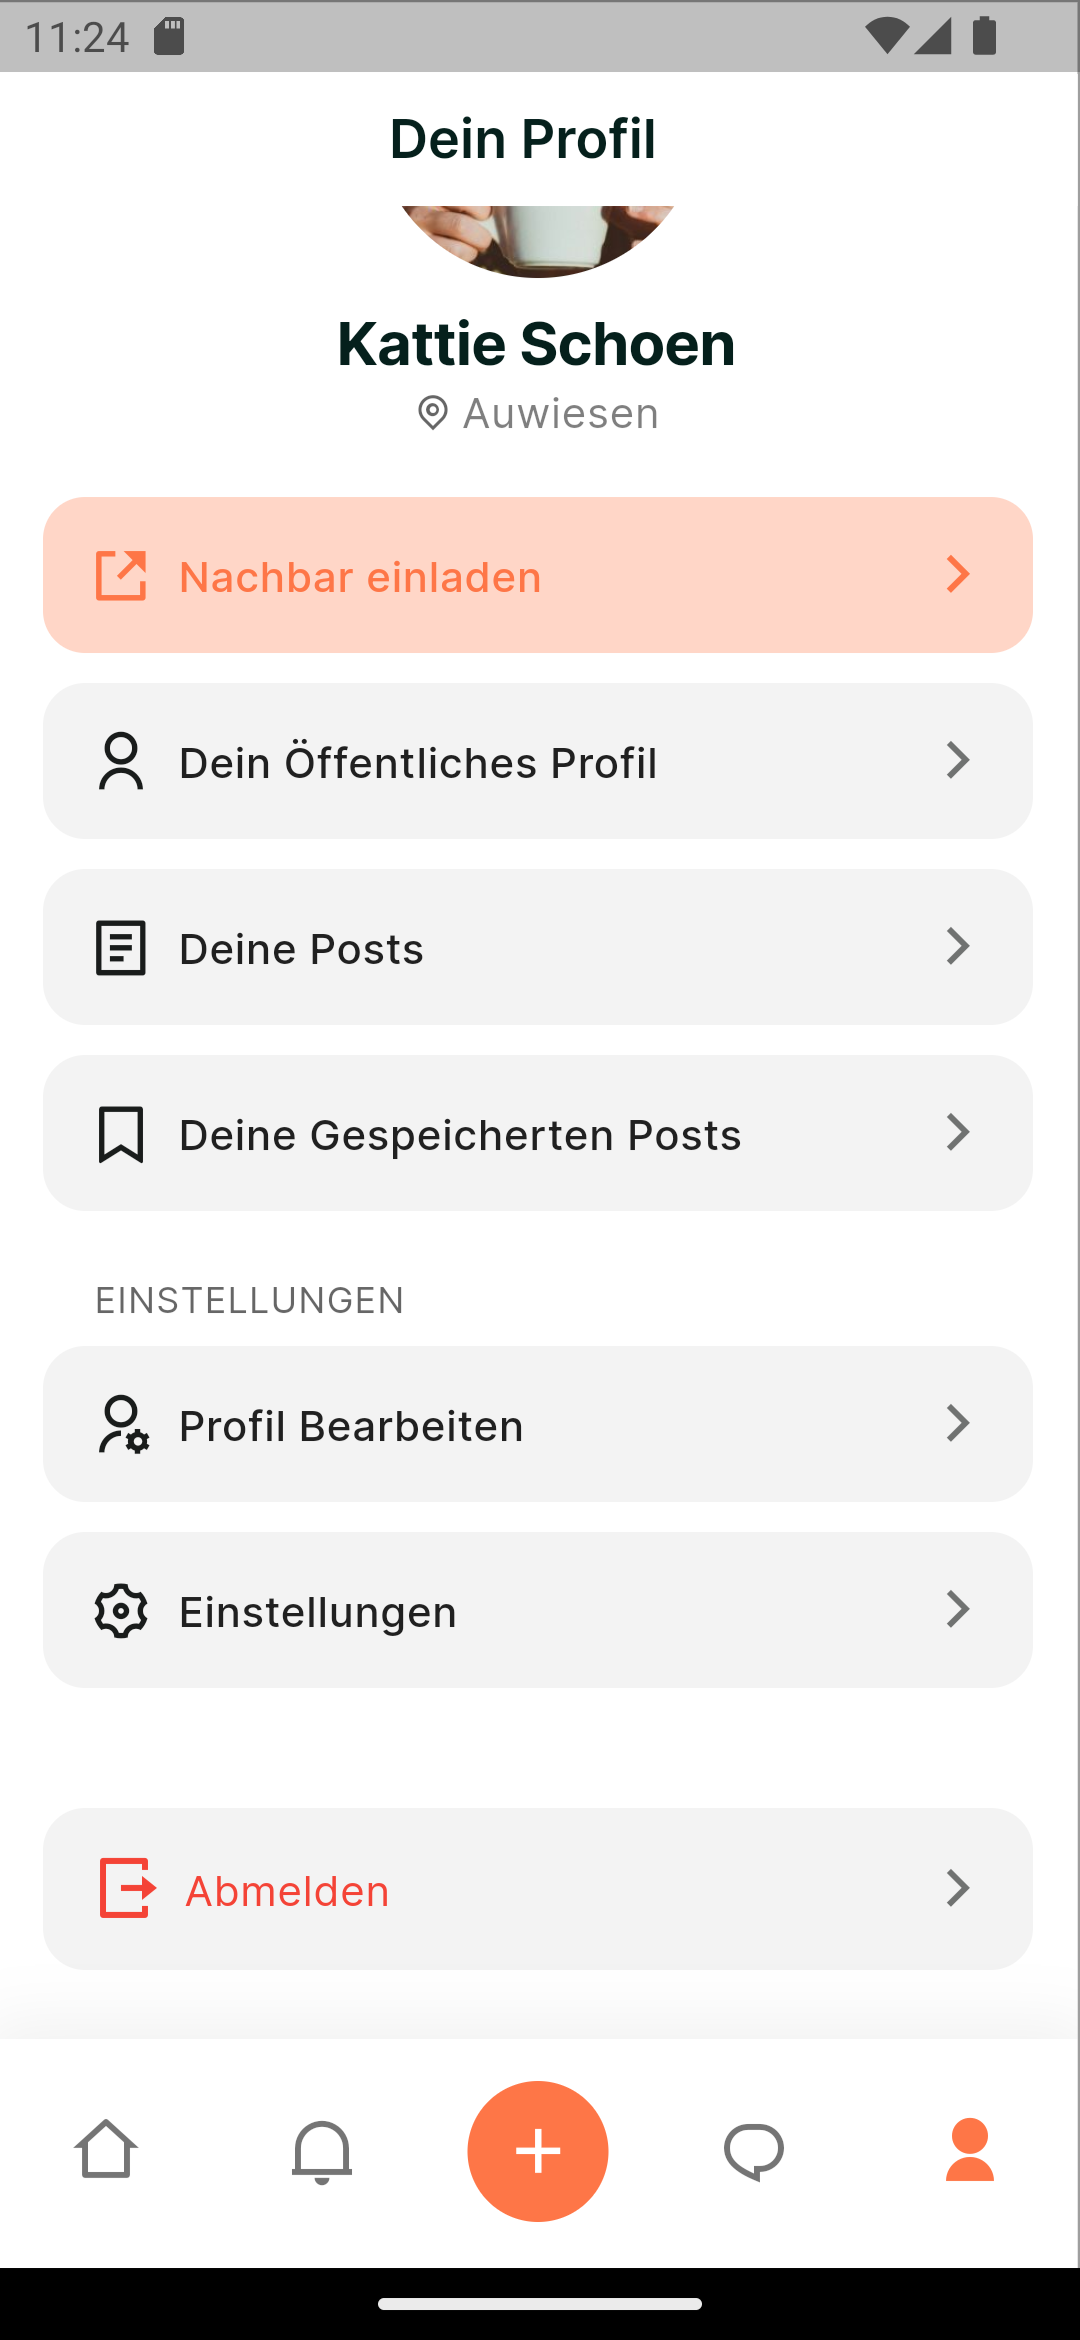 11:24
Dein Profil
Kattie Schoen
Auwiesen
Nachbar einladen
Dein Öffentliches Profil
Deine Posts
Deine Gespeicherten Posts
EINSTELLUNGEN
Profil Bearbeiten
Einstellungen
Abmelden